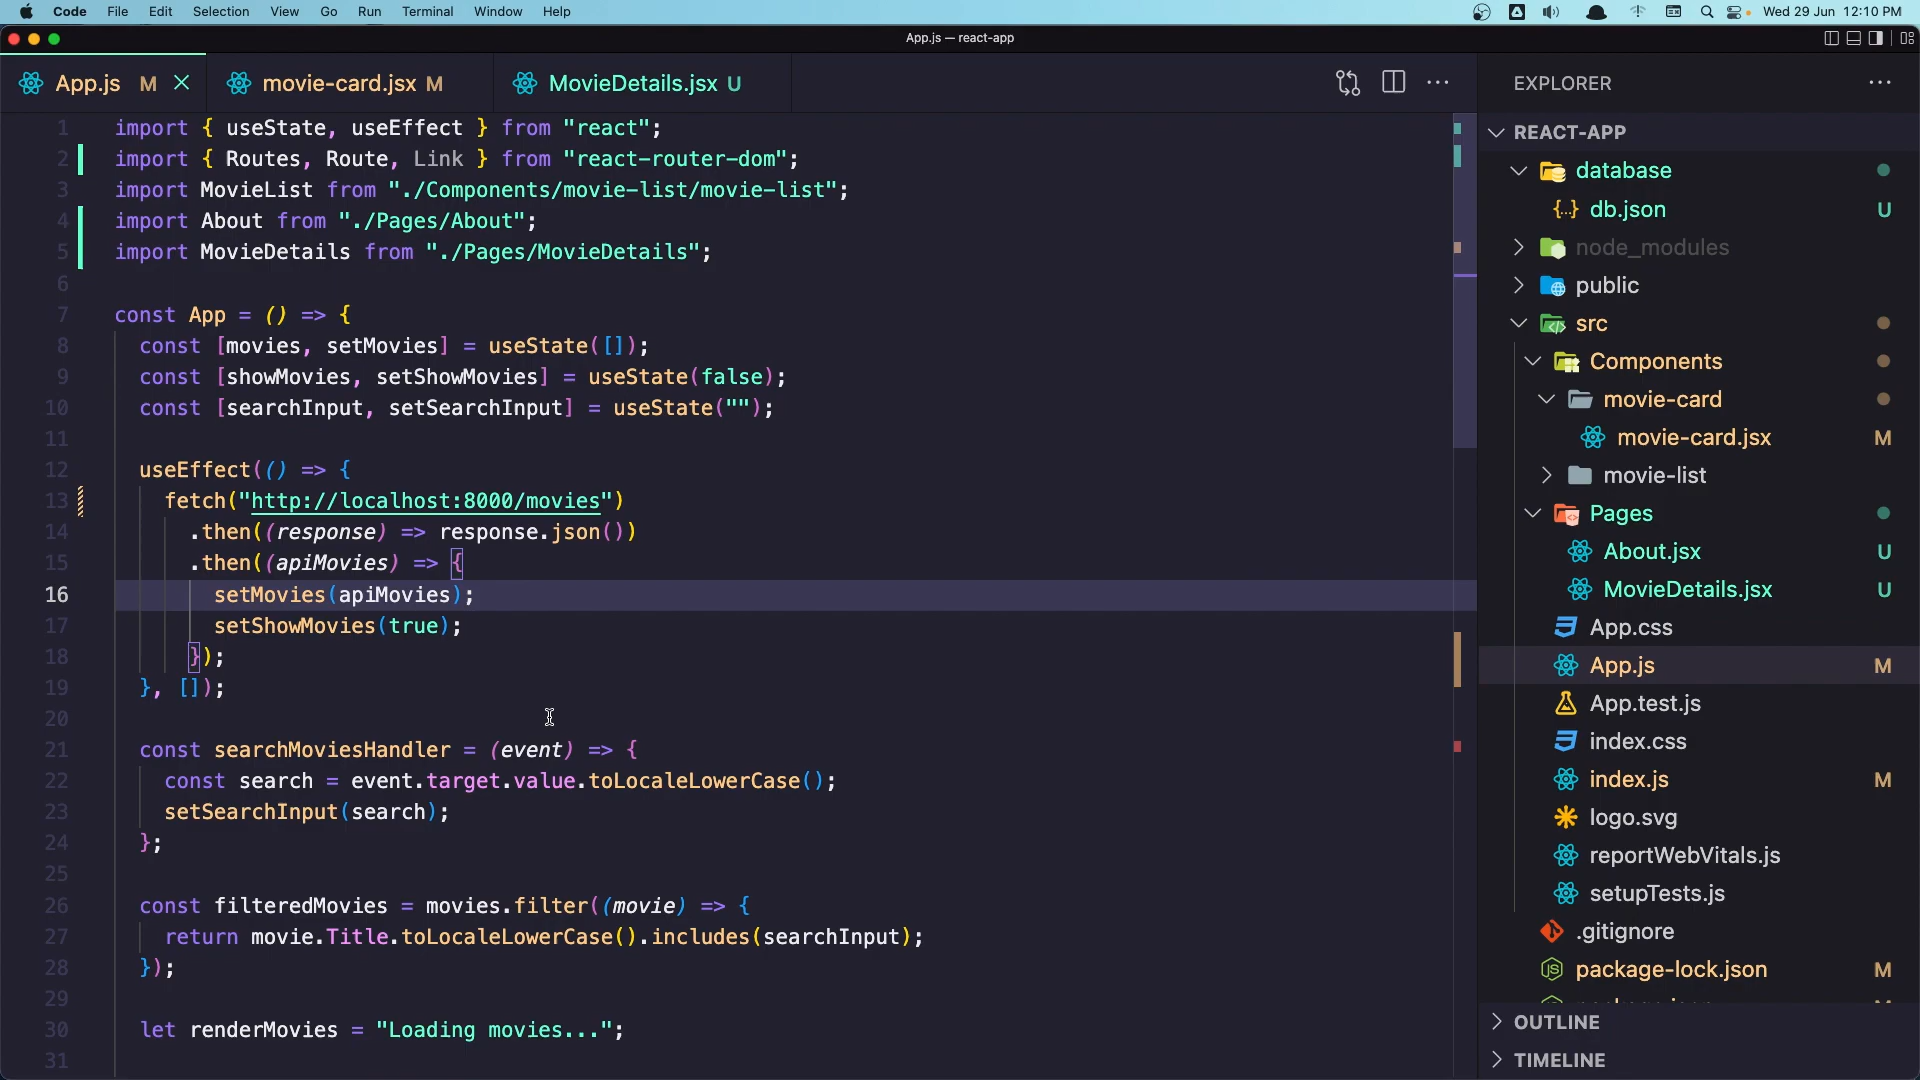 Code File Edit Selection View Go Run Terminal Window Help Wed 29 Jun 12:10 PM
App.js — react-app
App.js M movie-card.jsx M MovieDetails.jsx U
1 import { useState, useEffect } from "react";
2 import { Routes, Route, Link } from "react-router-dom";
3 import MovieList from "./Components/movie-list/movie-list";
4 import About from "./Pages/About";
5 import MovieDetails from "./Pages/MovieDetails";
6
7 const App = () => {
8 const [movies, setMovies] = useState([]);
9 const [showMovies, setShowMovies] = useState(false);
10 const [searchInput, setSearchInput] = useState("");
11
12 useEffect(() => {
13 fetch("http://localhost:8000/movies")
14 .then((response) => response.json())
15 .then((apiMovies) => {
16 setMovies(apiMovies);
17 setShowMovies(true);
18 });
19 }, []);
20
21 const searchMoviesHandler = (event) => {
22 const search = event.target.value.toLocaleLowerCase();
23 setSearchInput(search);
24 };
25
26 const filteredMovies = movies.filter((movie) => {
27 return movie.Title.toLocaleLowerCase().includes(searchInput);
28 });
29
30 let renderMovies = "Loading movies...";
31
EXPLORER
REACT-APP
database
{..} db.json U
node_modules
public
src
Components
movie-card
movie-card.jsx M
movie-list
Pages
About.jsx U
MovieDetails.jsx U
App.css
App.js M
App.test.js
index.css
index.js M
logo.svg
reportWebVitals.js
setupTests.js
.gitignore
package-lock.json M
OUTLINE
TIMELINE